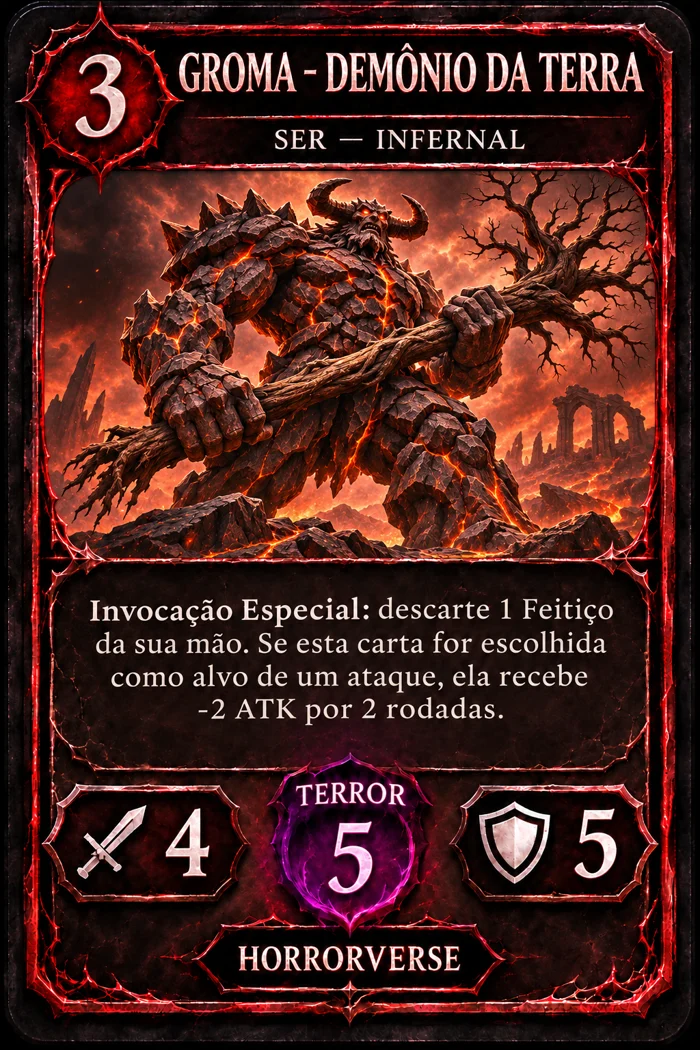 3
GROMA - DEMÔNIO DA TERRA
SER — INFERNAL
Invocação Especial: descarte 1 Feitiço
da sua mão. Se esta carta for escolhida
como alvo de um ataque, ela recebe
-2 ATK por 2 rodadas.
TERROR
4
5
5
HORRORVERSE